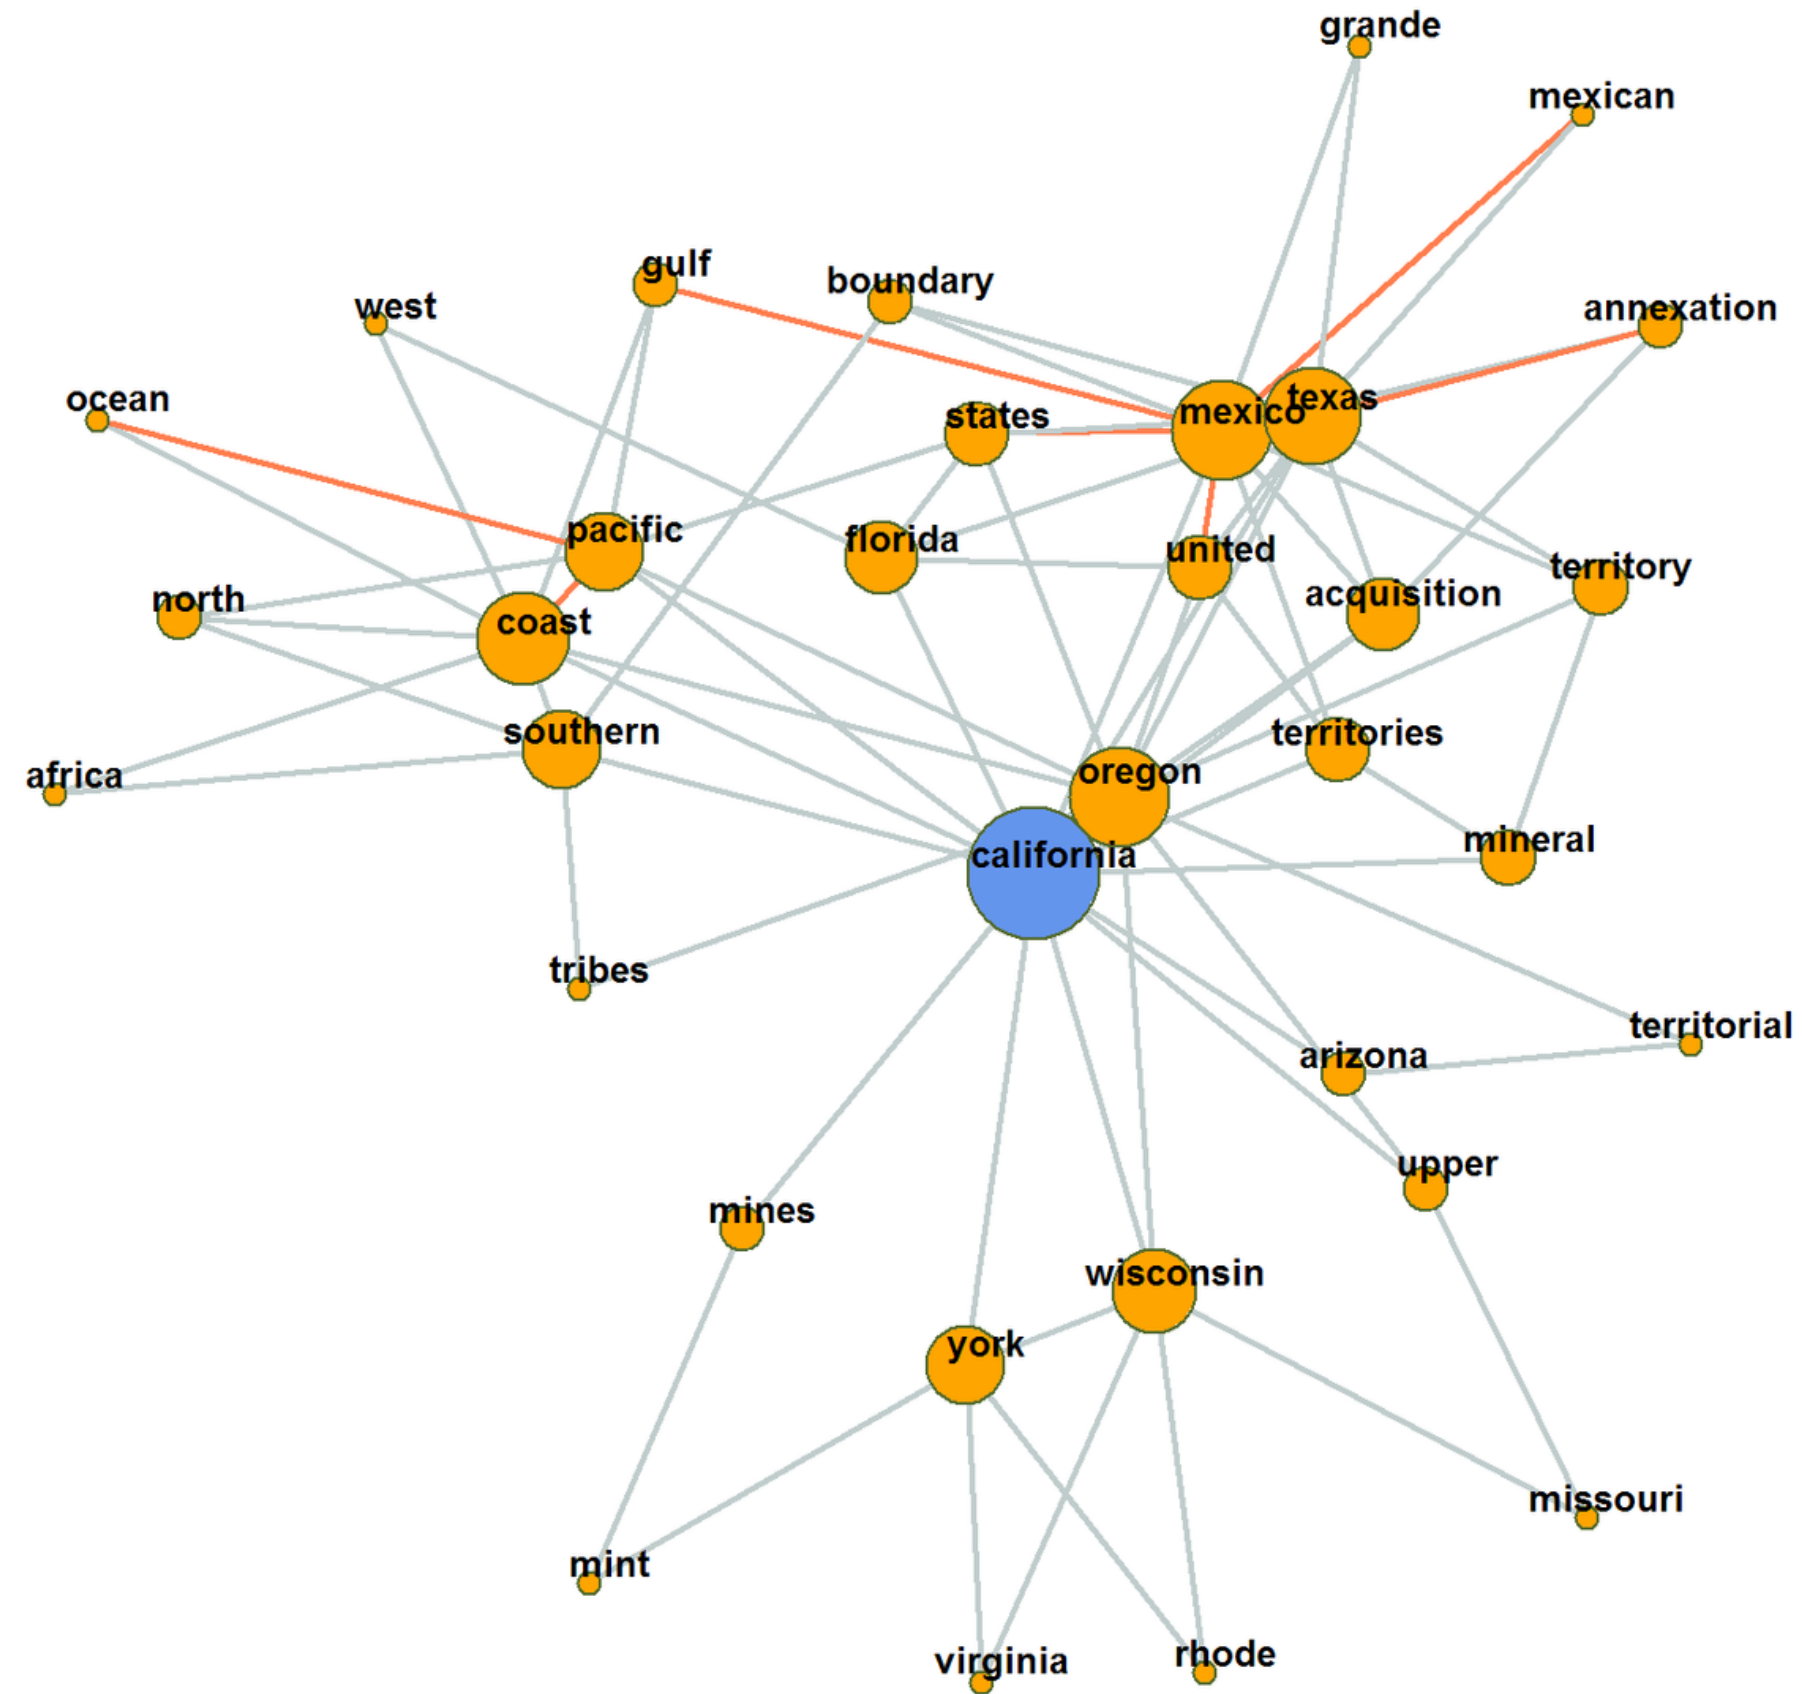 grande
mexican
gulf
boundary
west
annexation
ocean
states
mexico
texas
pacific
florida
united
territory
north
coast
acquisition
southern
territories
africa
oregon
mineral
california
tribes
territorial
arizona
upper
mines
wisconsin
york
missouri
mint
virginia
rhode